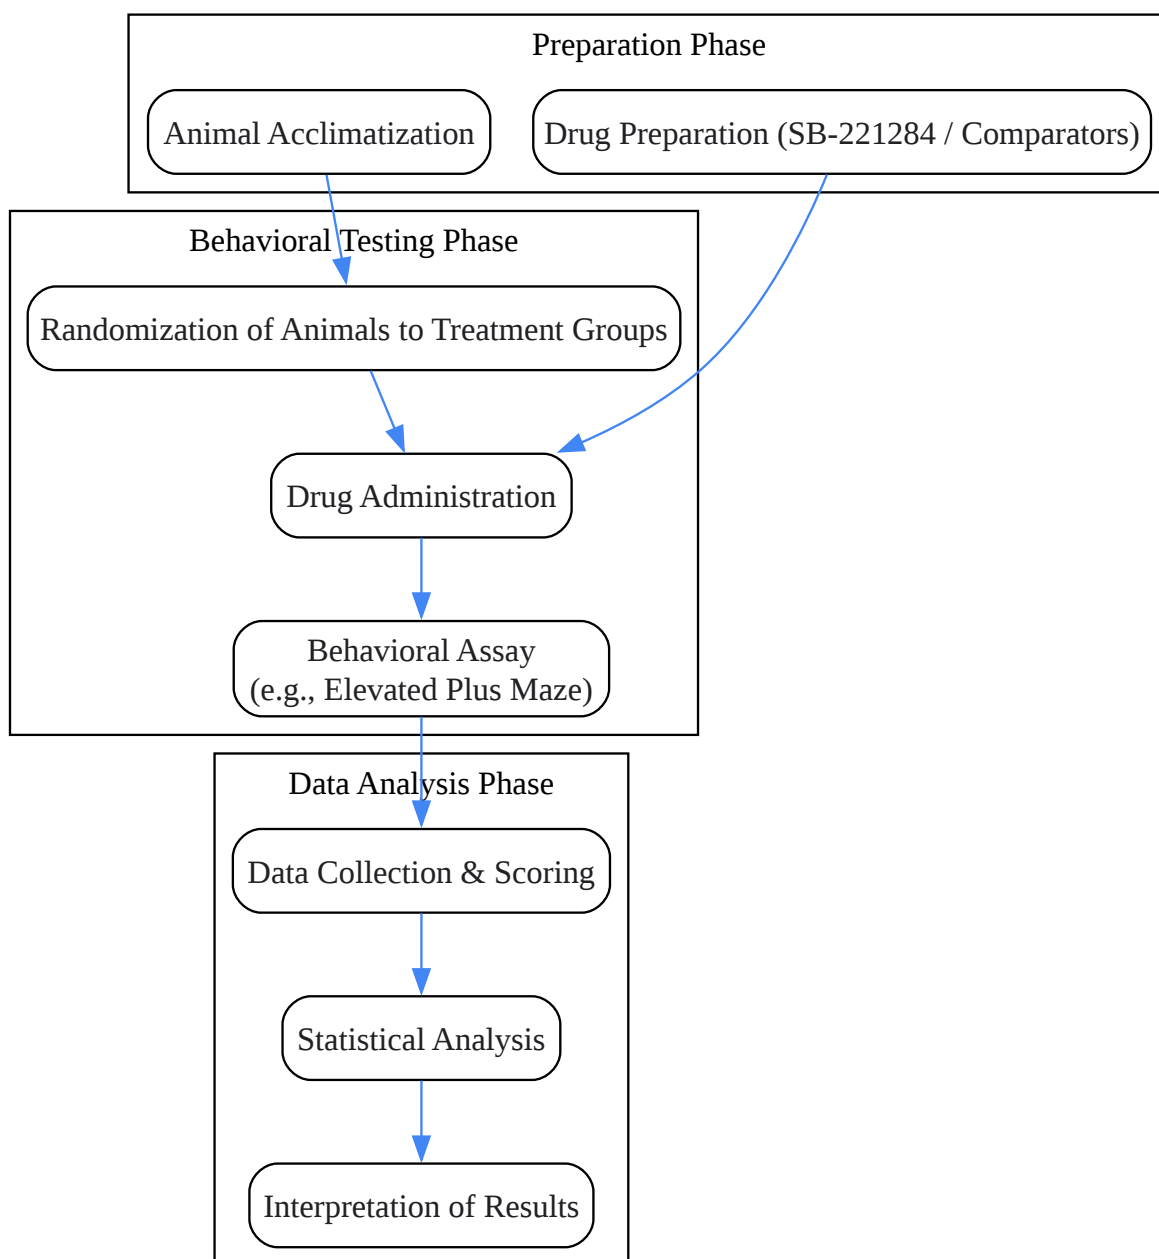 Preparation Phase
Animal Acclimatization
Drug Preparation (SB-221284 / Comparators)
Behavioral Testing Phase
Randomization of Animals to Treatment Groups
Drug Administration
Behavioral Assay
(e.g., Elevated Plus Maze)
Data Analysis Phase
Data Collection & Scoring
Statistical Analysis
Interpretation of Results